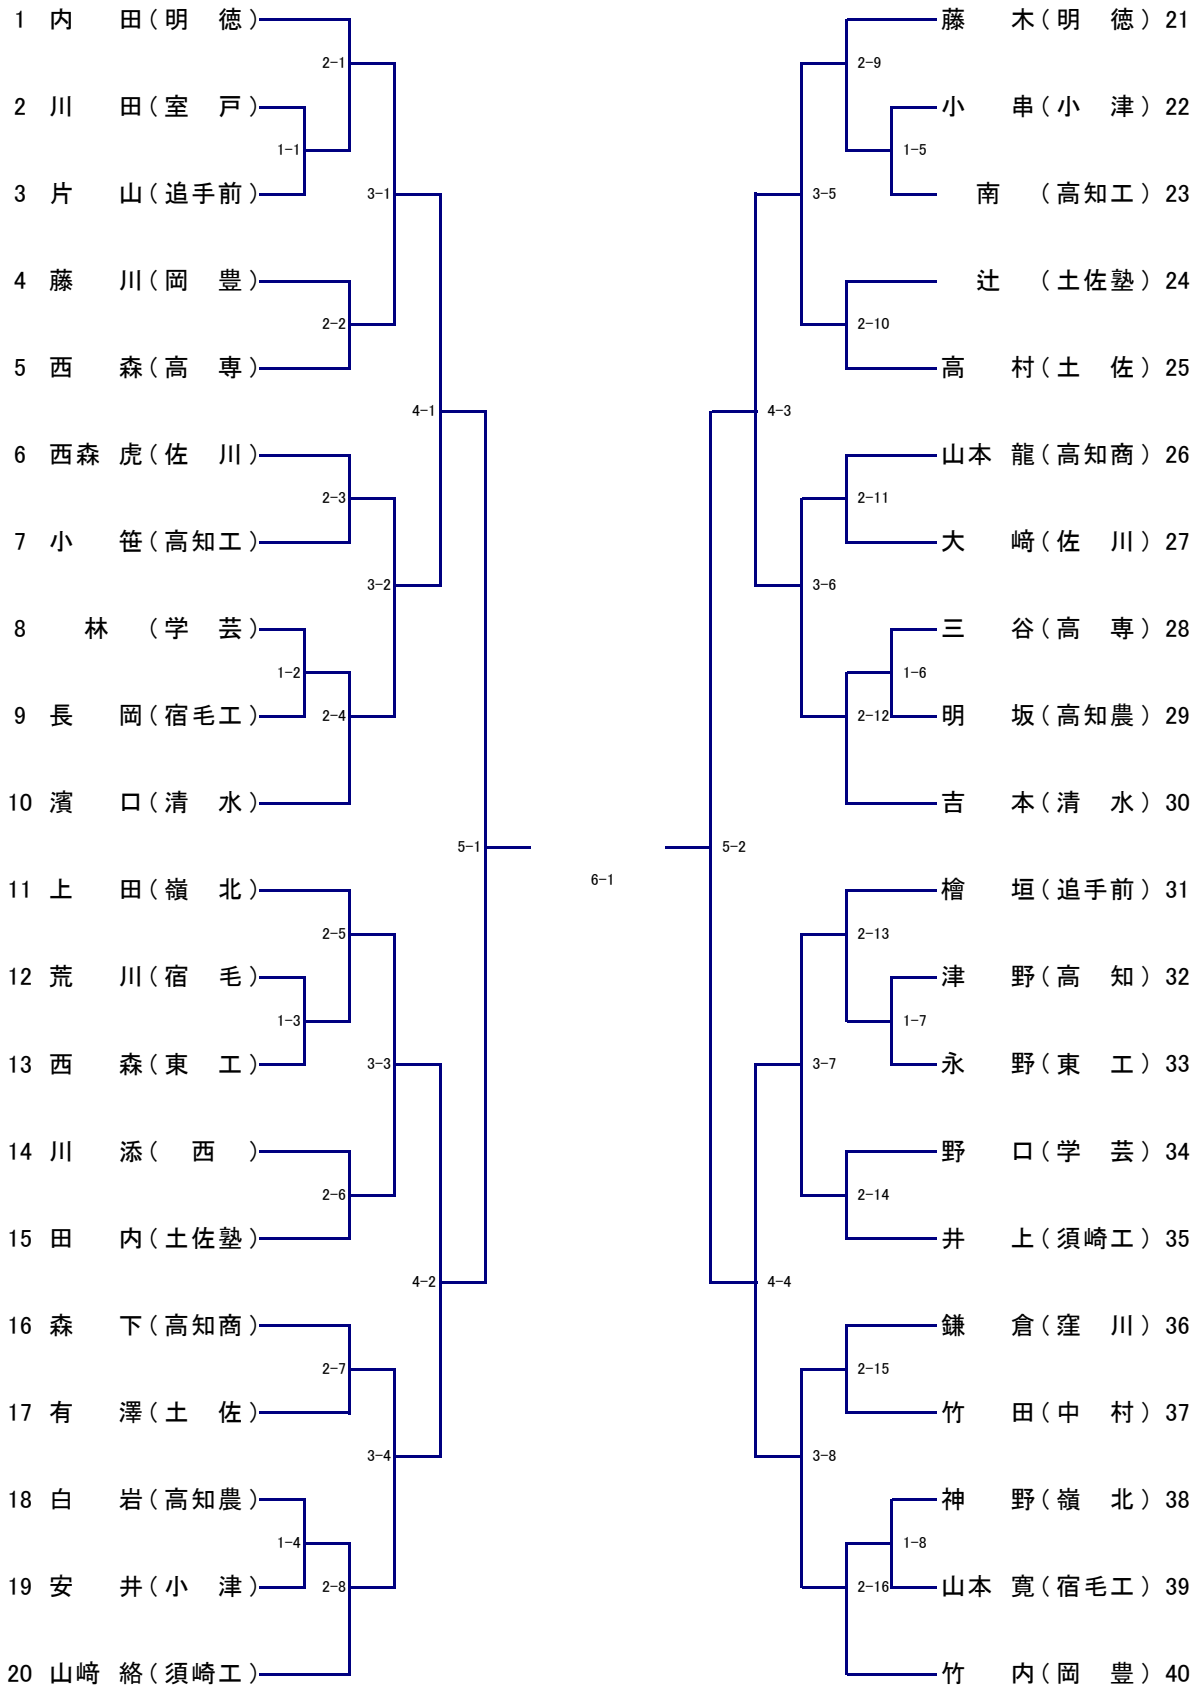 1 内 田(明 徳)
2-1
2 川 田(室 戸)
1-1
3 片 山(追手前)
3-1
4 藤 川(岡 豊)
2-2
5 西 森(高 専)
4-1
6 西森 虎(佐 川)
2-3
7 小 笹(高知工)
3-2
8 林 (学 芸)
1-2
9 長 岡(宿毛工)
2-4
10 濱 口(清 水)
5-1
11 上 田(嶺 北)
2-5
12 荒 川(宿 毛)
1-3
13 西 森(東 工)
3-3
14 川 添( 西 )
2-6
15 田 内(土佐塾)
4-2
16 森 下(高知商)
2-7
17 有 澤(土 佐)
3-4
18 白 岩(高知農)
1-4
19 安 井(小 津)
2-8
20 山﨑 絡(須崎工)
6-1
藤 木(明 徳) 21
2-9
小 串(小 津) 22
1-5
南 (高知工) 23
3-5
辻 (土佐塾) 24
2-10
高 村(土 佐) 25
4-3
山本 龍(高知商) 26
2-11
大 﨑(佐 川) 27
3-6
三 谷(高 専) 28
1-6
明 坂(高知農) 29
2-12
吉 本(清 水) 30
5-2
檜 垣(追手前) 31
2-13
津 野(高 知) 32
1-7
永 野(東 工) 33
3-7
野 口(学 芸) 34
2-14
井 上(須崎工) 35
4-4
鎌 倉(窪 川) 36
2-15
竹 田(中 村) 37
3-8
神 野(嶺 北) 38
1-8
山本 寛(宿毛工) 39
2-16
竹 内(岡 豊) 40